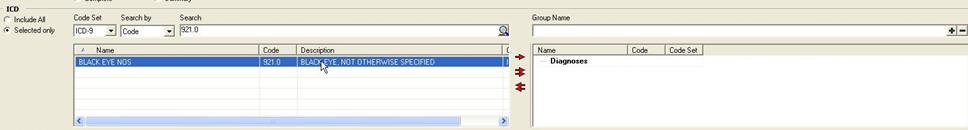 ICD
Include All
Selected only
Code Set
ICD-9
Search by
Code
Search
921.0
Name Code Description
BLACK EYE NOS 921.0 BLACK EYE, NOT OTHERWISE SPECIFIED
Group Name
Name Code Code Set
Diagnoses